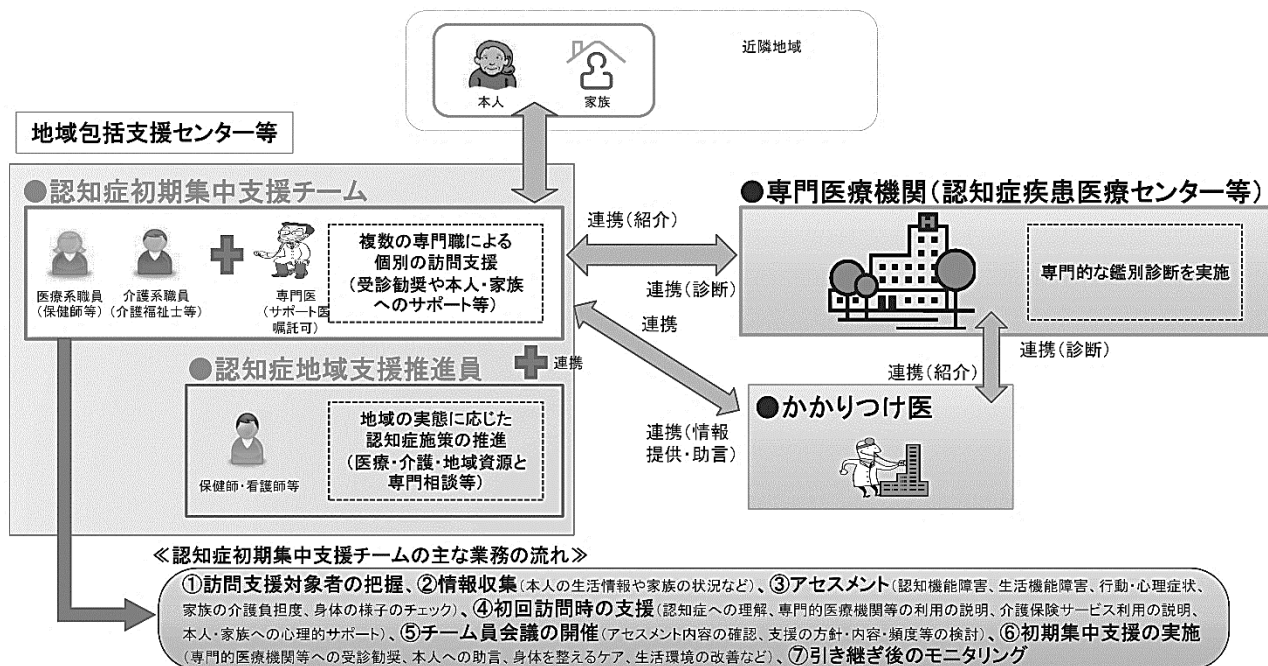 近隣地域
本人
家族
地域包括支援センター等
●認知症初期集中支援チーム
医療系職員
(保健師等)
介護系職員
(介護福祉士等)
専門医
(サポート医
嘱託可)
複数の専門職による
個別の訪問支援
(受診勧奨や本人・家族
へのサポート等)
連携
●認知症地域支援推進員
保健師・看護師等
地域の実態に応じた
認知症施策の推進
(医療・介護・地域資源と
専門相談等)
連携(紹介)
連携(診断)
連携
連携(情報
提供・助言)
●専門医療機関(認知症疾患医療センター等)
専門的な鑑別診断を実施
連携(診断)
連携(紹介)
●かかりつけ医
≪認知症初期集中支援チームの主な業務の流れ≫
①訪問支援対象者の把握、②情報収集(本人の生活情報や家族の状況など)、③アセスメント(認知機能障害、生活機能障害、行動・心理症状、
家族の介護負担度、身体の様子のチェック)、④初回訪問時の支援(認知症への理解、専門的医療機関等の利用の説明、介護保険サービス利用の説明、
本人・家族への心理的サポート)、⑤チーム員会議の開催(アセスメント内容の確認、支援の方針・内容・頻度等の検討)、⑥初期集中支援の実施
(専門的医療機関等への受診勧奨、本人への助言、身体を整えるケア、生活環境の改善など)、⑦引き継ぎ後のモニタリング